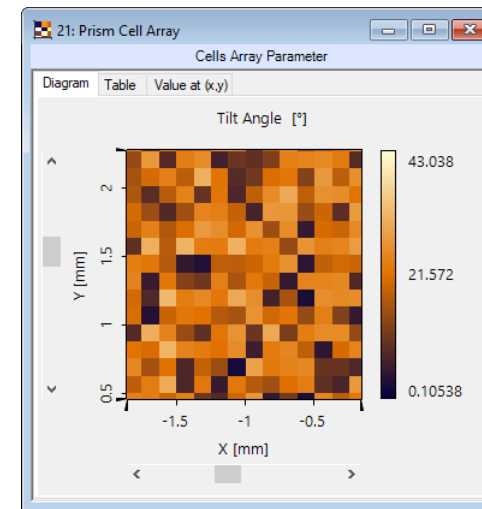 21: Prism Cell Array
Cells Array Parameter
Diagram Table Value at (x,y)
Tilt Angle [°]
43.038
2
21.572
1.5
Y [mm]
1
0.10538
0.5
-1.5 -1 -0.5
X [mm]